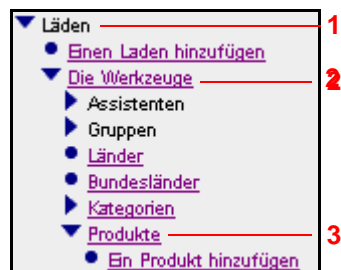 Läden 1
Einen Laden hinzufügen
Die Werkzeuge 2
Assistenten
Gruppen
Länder
Bundesländer
Kategorien
Produkte 3
Ein Produkt hinzufügen